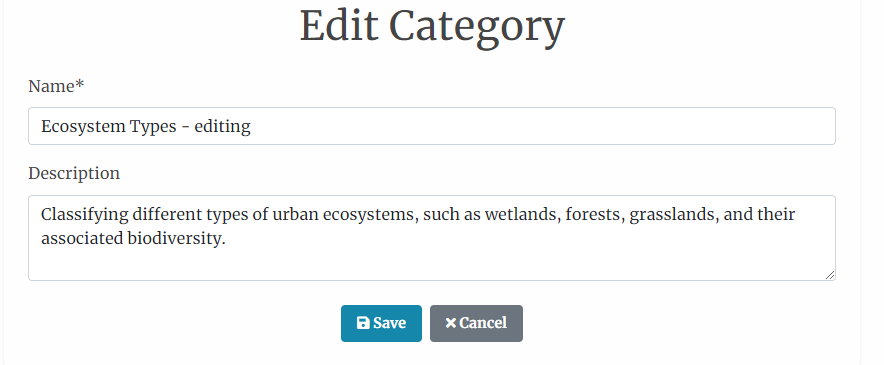 Edit Category
Name*
Ecosystem Types - editing
Description
Classifying different types of urban ecosystems, such as wetlands, forests, grasslands, and their
associated biodiversity.
Save Cancel